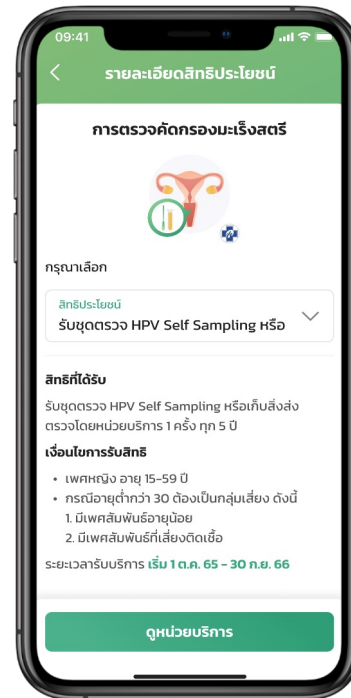 09:41
รายละเอียดสิทธิประโยชน์
การตรวจคัดกรองมะเร็งสตรี
กรุณาเลือก
สิทธิประโยชน์
รับชุดตรวจ HPV Self Sampling หรือ
สิทธิที่ได้รับ
รับชุดตรวจ HPV Self Sampling หรือเก็บสิ่งส่ง
ตรวจโดยหน่วยบริการ 1 ครั้ง ทุก 5 ปี
เงื่อนไขการรับสิทธิ
• เพศหญิง อายุ 15-59 ปี
• กรณีอายุต่ำกว่า 30 ต้องเป็นกลุ่มเสี่ยง ดังนี้
1. มีเพศสัมพันธ์อายุน้อย
2. มีเพศสัมพันธ์ที่เสี่ยงติดเชื้อ
ระยะเวลารับบริการ เริ่ม 1 ต.ค. 65 - 30 ก.ย. 66
ดูหน่วยบริการ